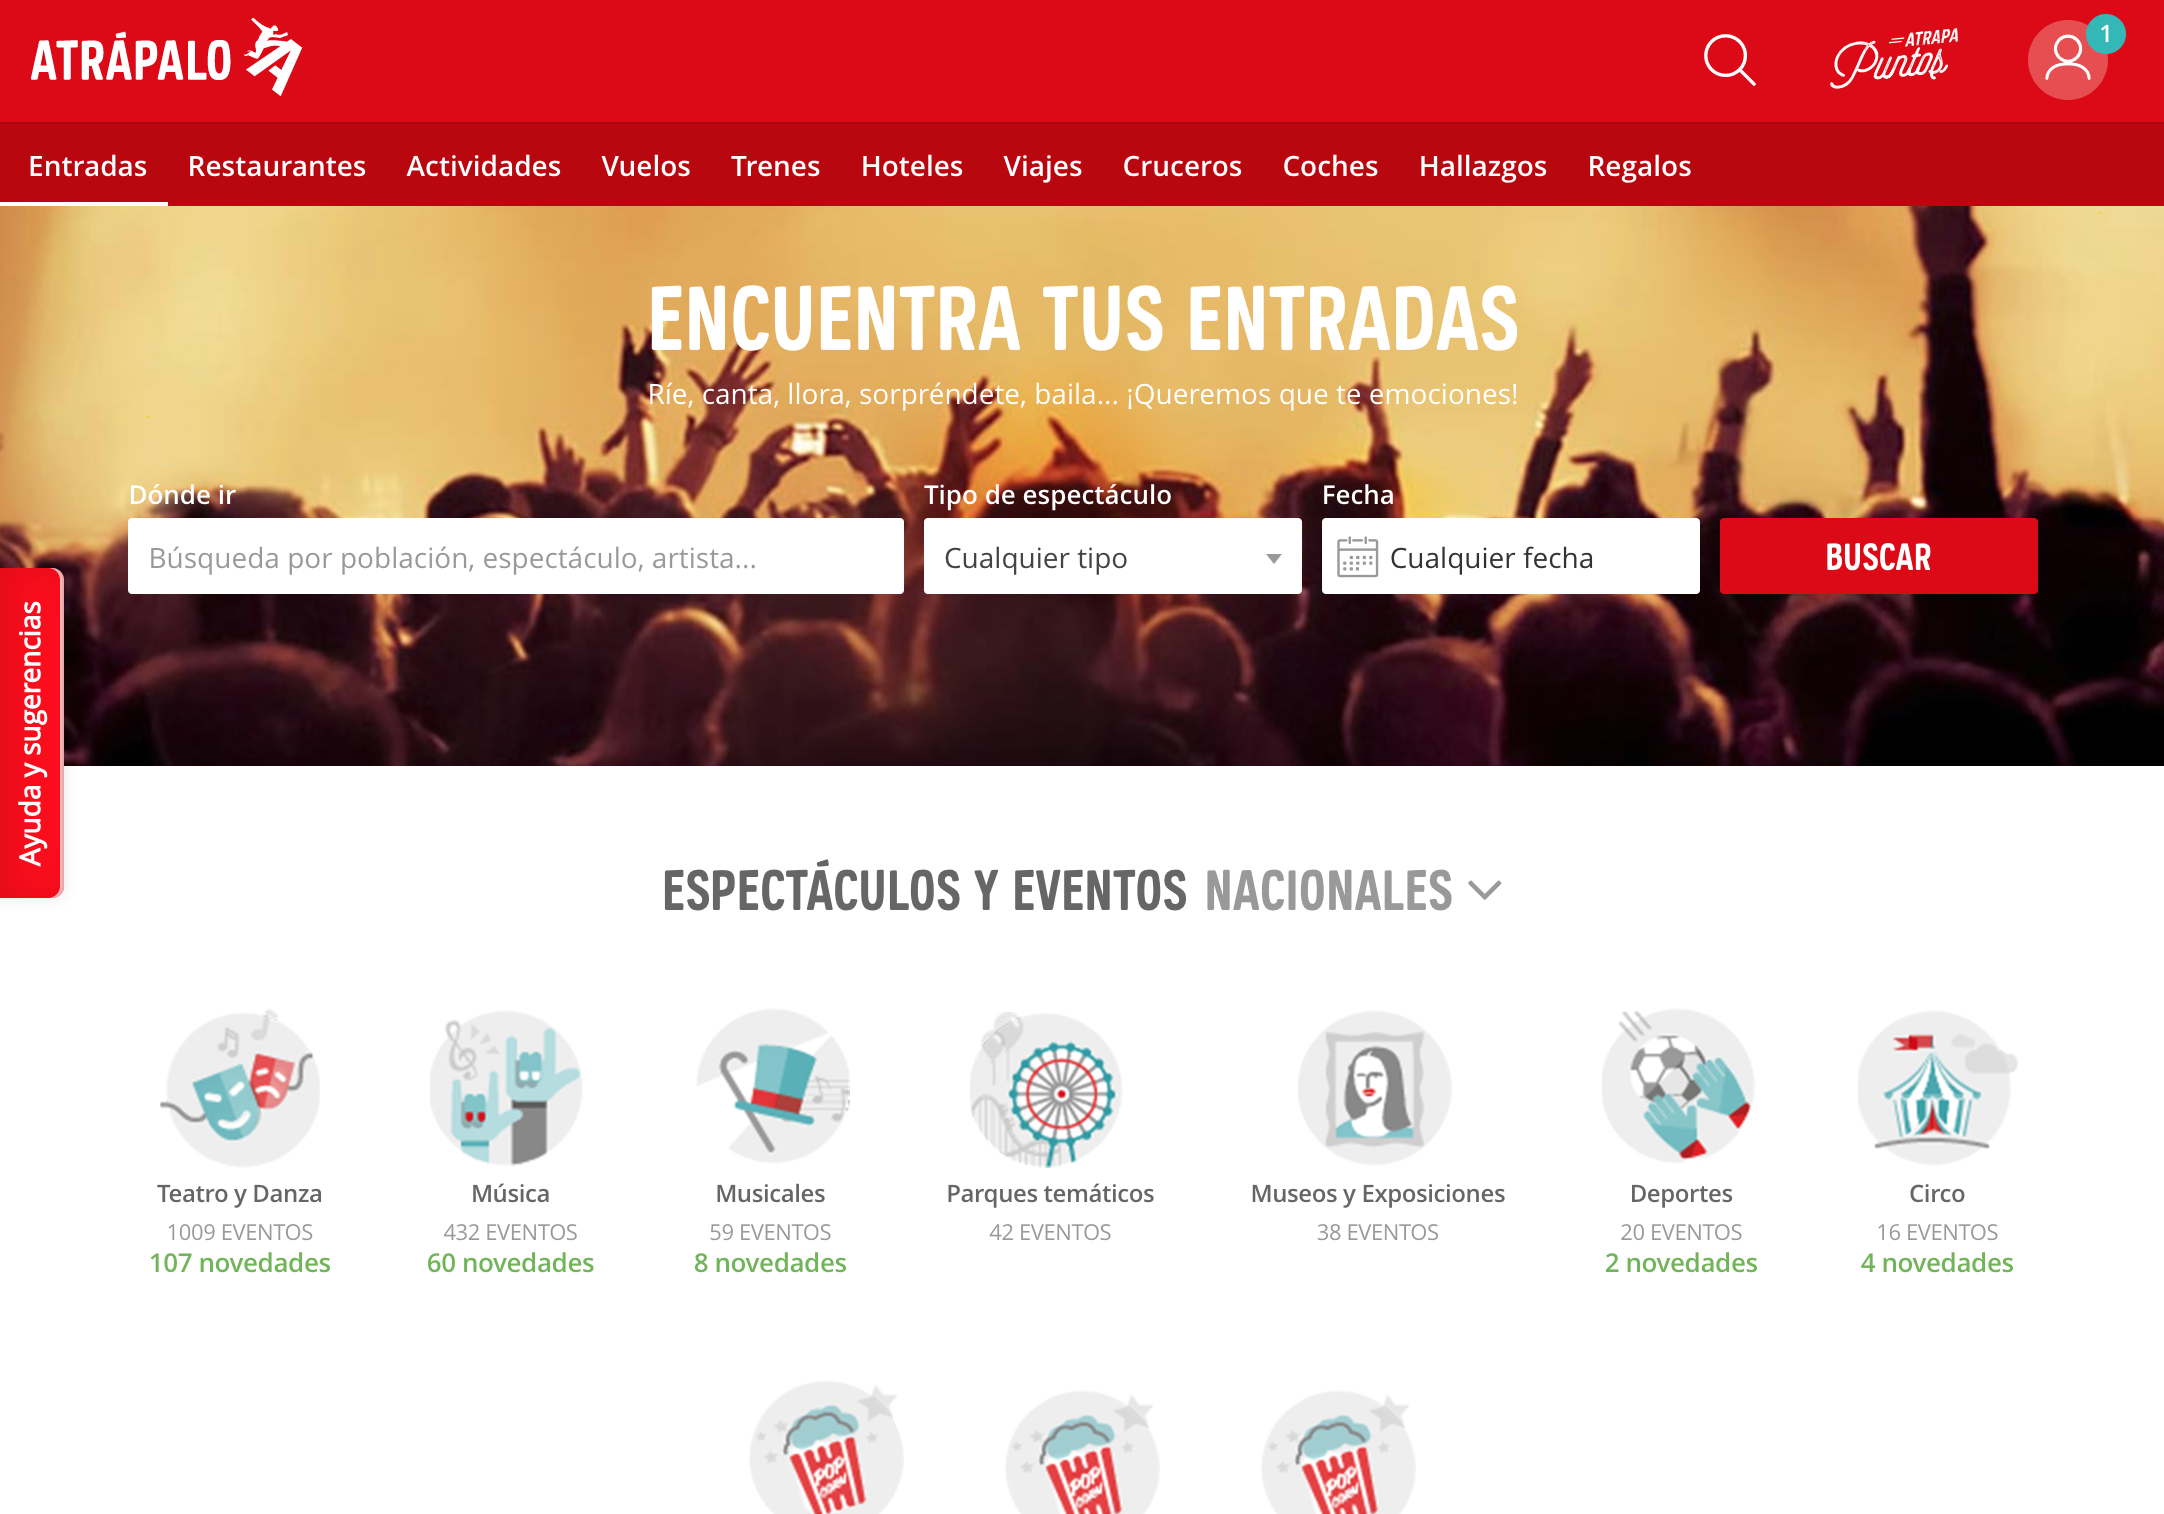 ATRÁPALO
ATRAPA
Puntos
1
Entradas
Restaurantes
Actividades
Vuelos
Trenes
Hoteles
Viajes
Cruceros
Coches
Hallazgos
Regalos
ENCUENTRA TUS ENTRADAS
Ríe, canta, llora, sorpréndete, baila... ¡Queremos que te emociones!
Dónde ir
Búsqueda por población, espectáculo, artista...
Tipo de espectáculo
Cualquier tipo
Fecha
Cualquier fecha
BUSCAR
Ayuda y sugerencias
ESPECTÁCULOS Y EVENTOS NACIONALES
Teatro y Danza
1009 EVENTOS
107 novedades
Música
432 EVENTOS
60 novedades
Musicales
59 EVENTOS
8 novedades
Parques temáticos
42 EVENTOS
Museos y Exposiciones
38 EVENTOS
Deportes
20 EVENTOS
2 novedades
Circo
16 EVENTOS
4 novedades
POP
CORN
POP
CORN
POP
CORN